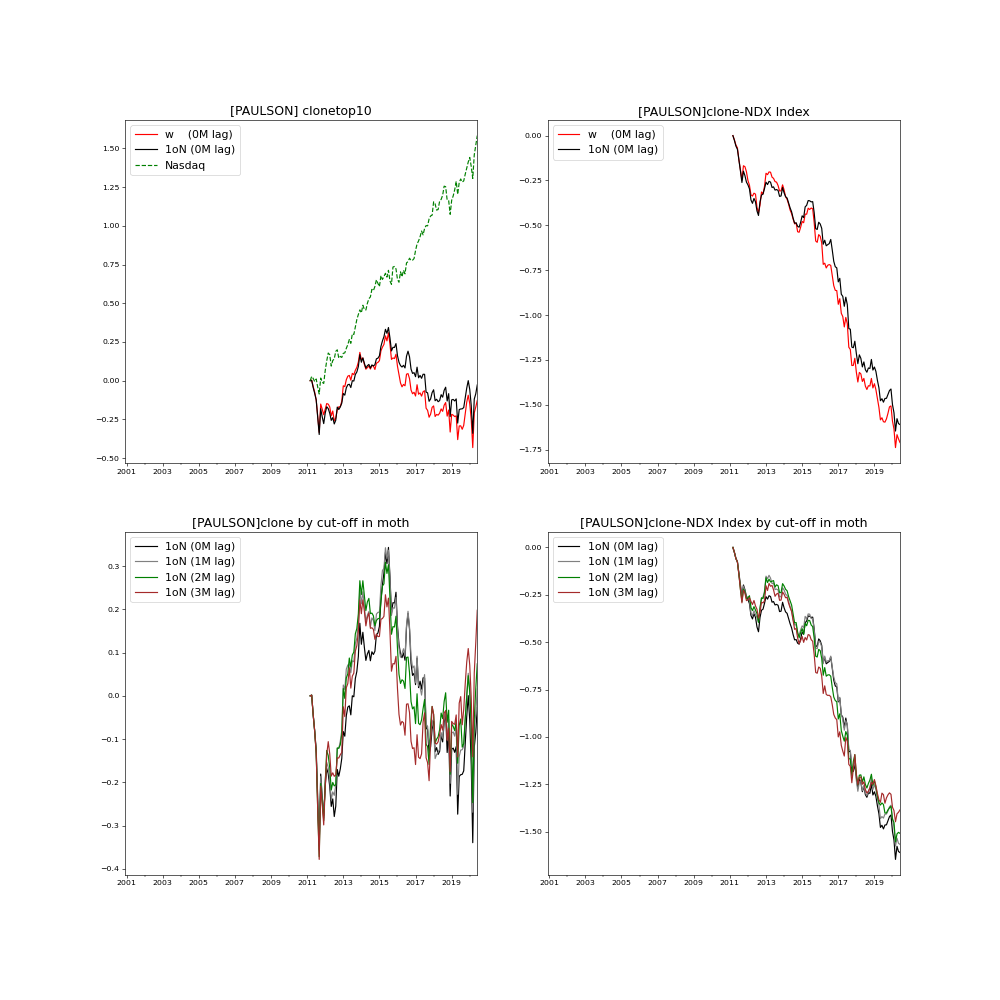 [PAULSON] clonetop10
w    (0M lag)
1oN (0M lag)
Nasdaq
1.50
1.25
1.00
0.75
0.50
0.25
0.00
−0.25
−0.50
2001 2003 2005 2007 2009 2011 2013 2015 2017 2019
[PAULSON]clone-NDX Index
w    (0M lag)
1oN (0M lag)
0.00
−0.25
−0.50
−0.75
−1.00
−1.25
−1.50
−1.75
2001 2003 2005 2007 2009 2011 2013 2015 2017 2019
[PAULSON]clone by cut-off in moth
1oN (0M lag)
1oN (1M lag)
1oN (2M lag)
1oN (3M lag)
0.3
0.2
0.1
0.0
−0.1
−0.2
−0.3
−0.4
2001 2003 2005 2007 2009 2011 2013 2015 2017 2019
[PAULSON]clone-NDX Index by cut-off in moth
1oN (0M lag)
1oN (1M lag)
1oN (2M lag)
1oN (3M lag)
0.00
−0.25
−0.50
−0.75
−1.00
−1.25
−1.50
2001 2003 2005 2007 2009 2011 2013 2015 2017 2019